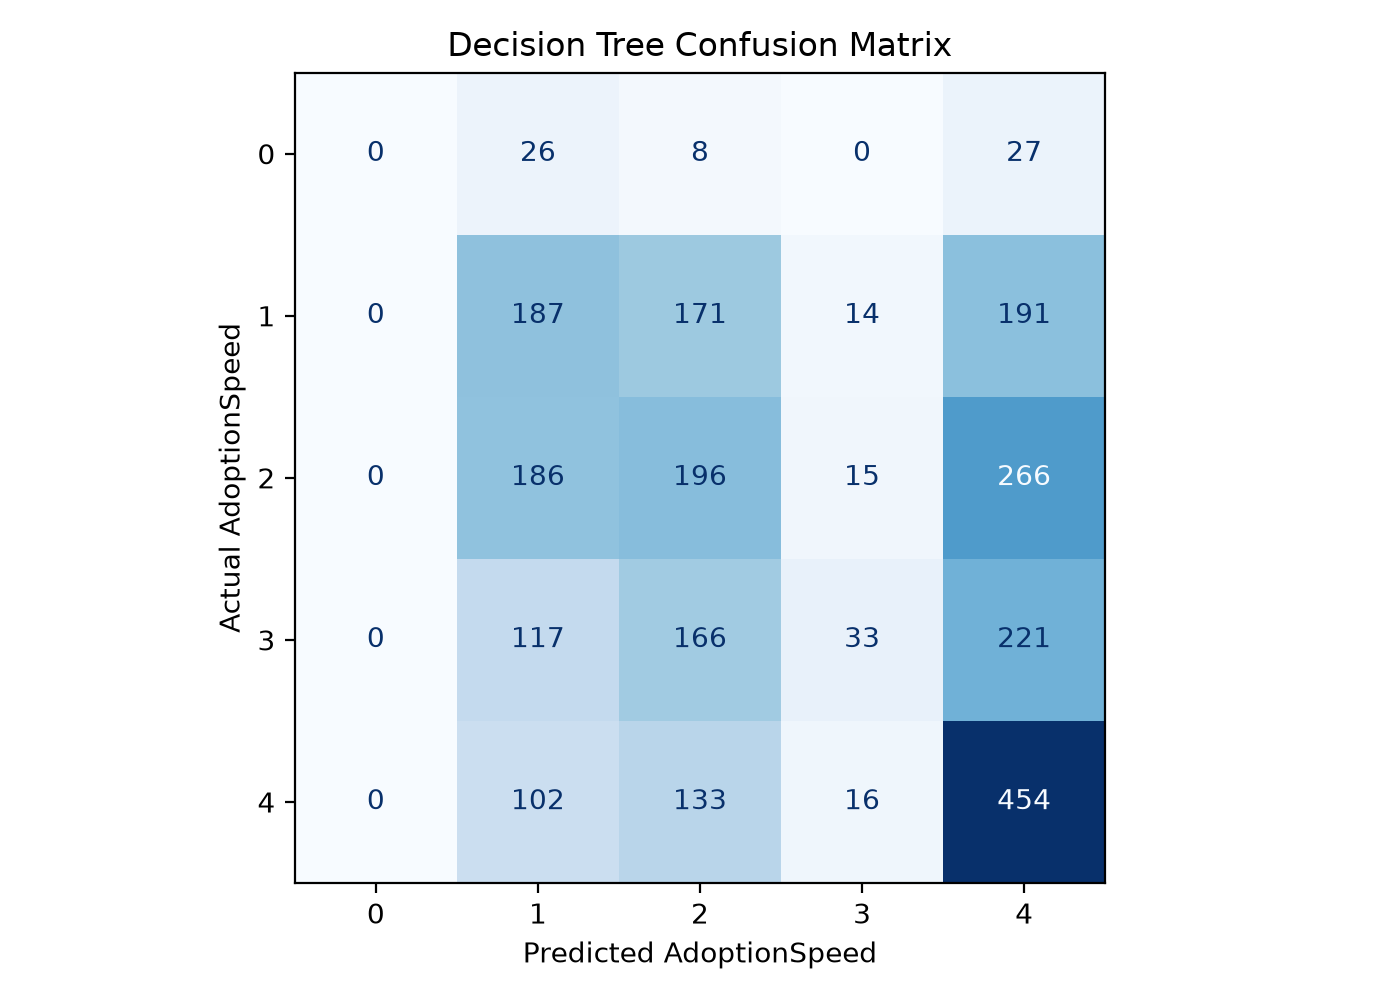 Decision Tree Confusion Matrix
Actual AdoptionSpeed
0 0 26 8 0 27
1 0 187 171 14 191
2 0 186 196 15 266
3 0 117 166 33 221
4 0 102 133 16 454
0 1 2 3 4
Predicted AdoptionSpeed